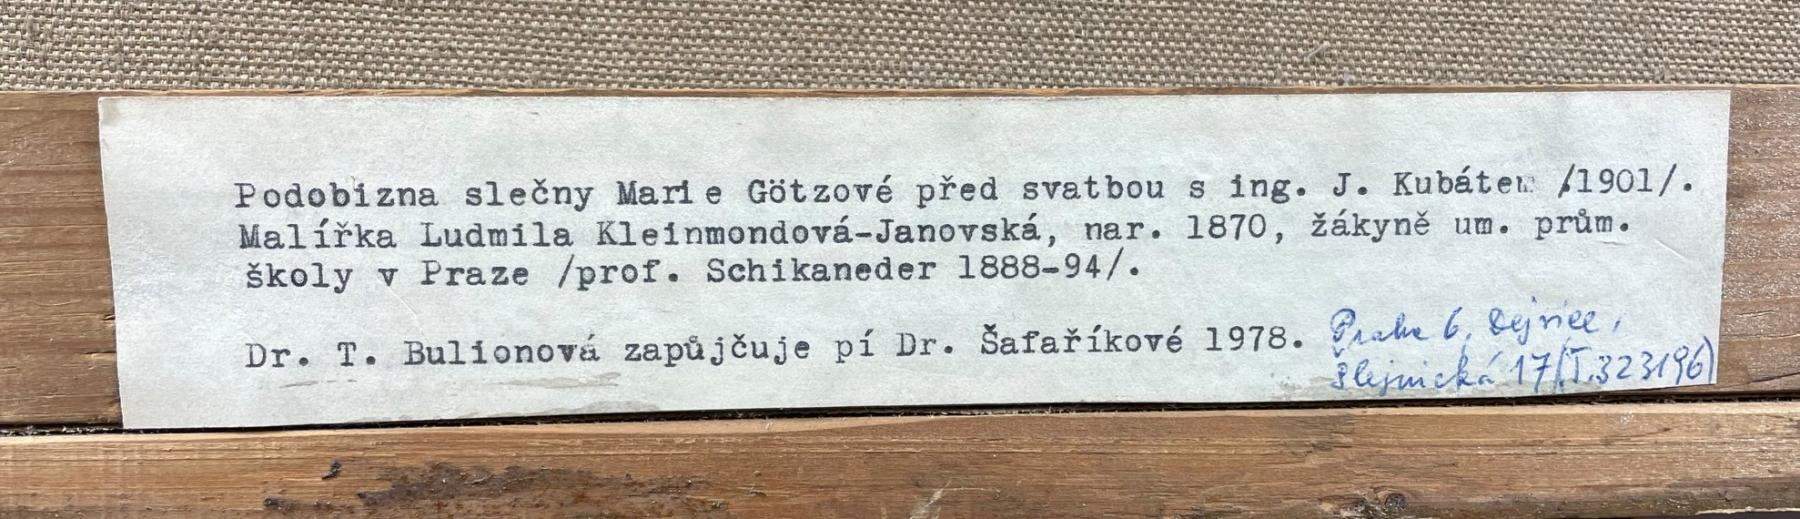 Podobizna slečny Marie Götzové před svatbou s ing. J. Kubátem /1901/.
Malířka Ludmila Kleinmondová-Janovská, nar. 1870, žákyně um. prům.
školy v Praze /prof. Schikaneder 1888-94/.
Dr. T. Bulionová zapůjčuje pí Dr. Šafaříkové 1978. Praha 6, Dejvice,
Šlejnická 17/(T.323196)